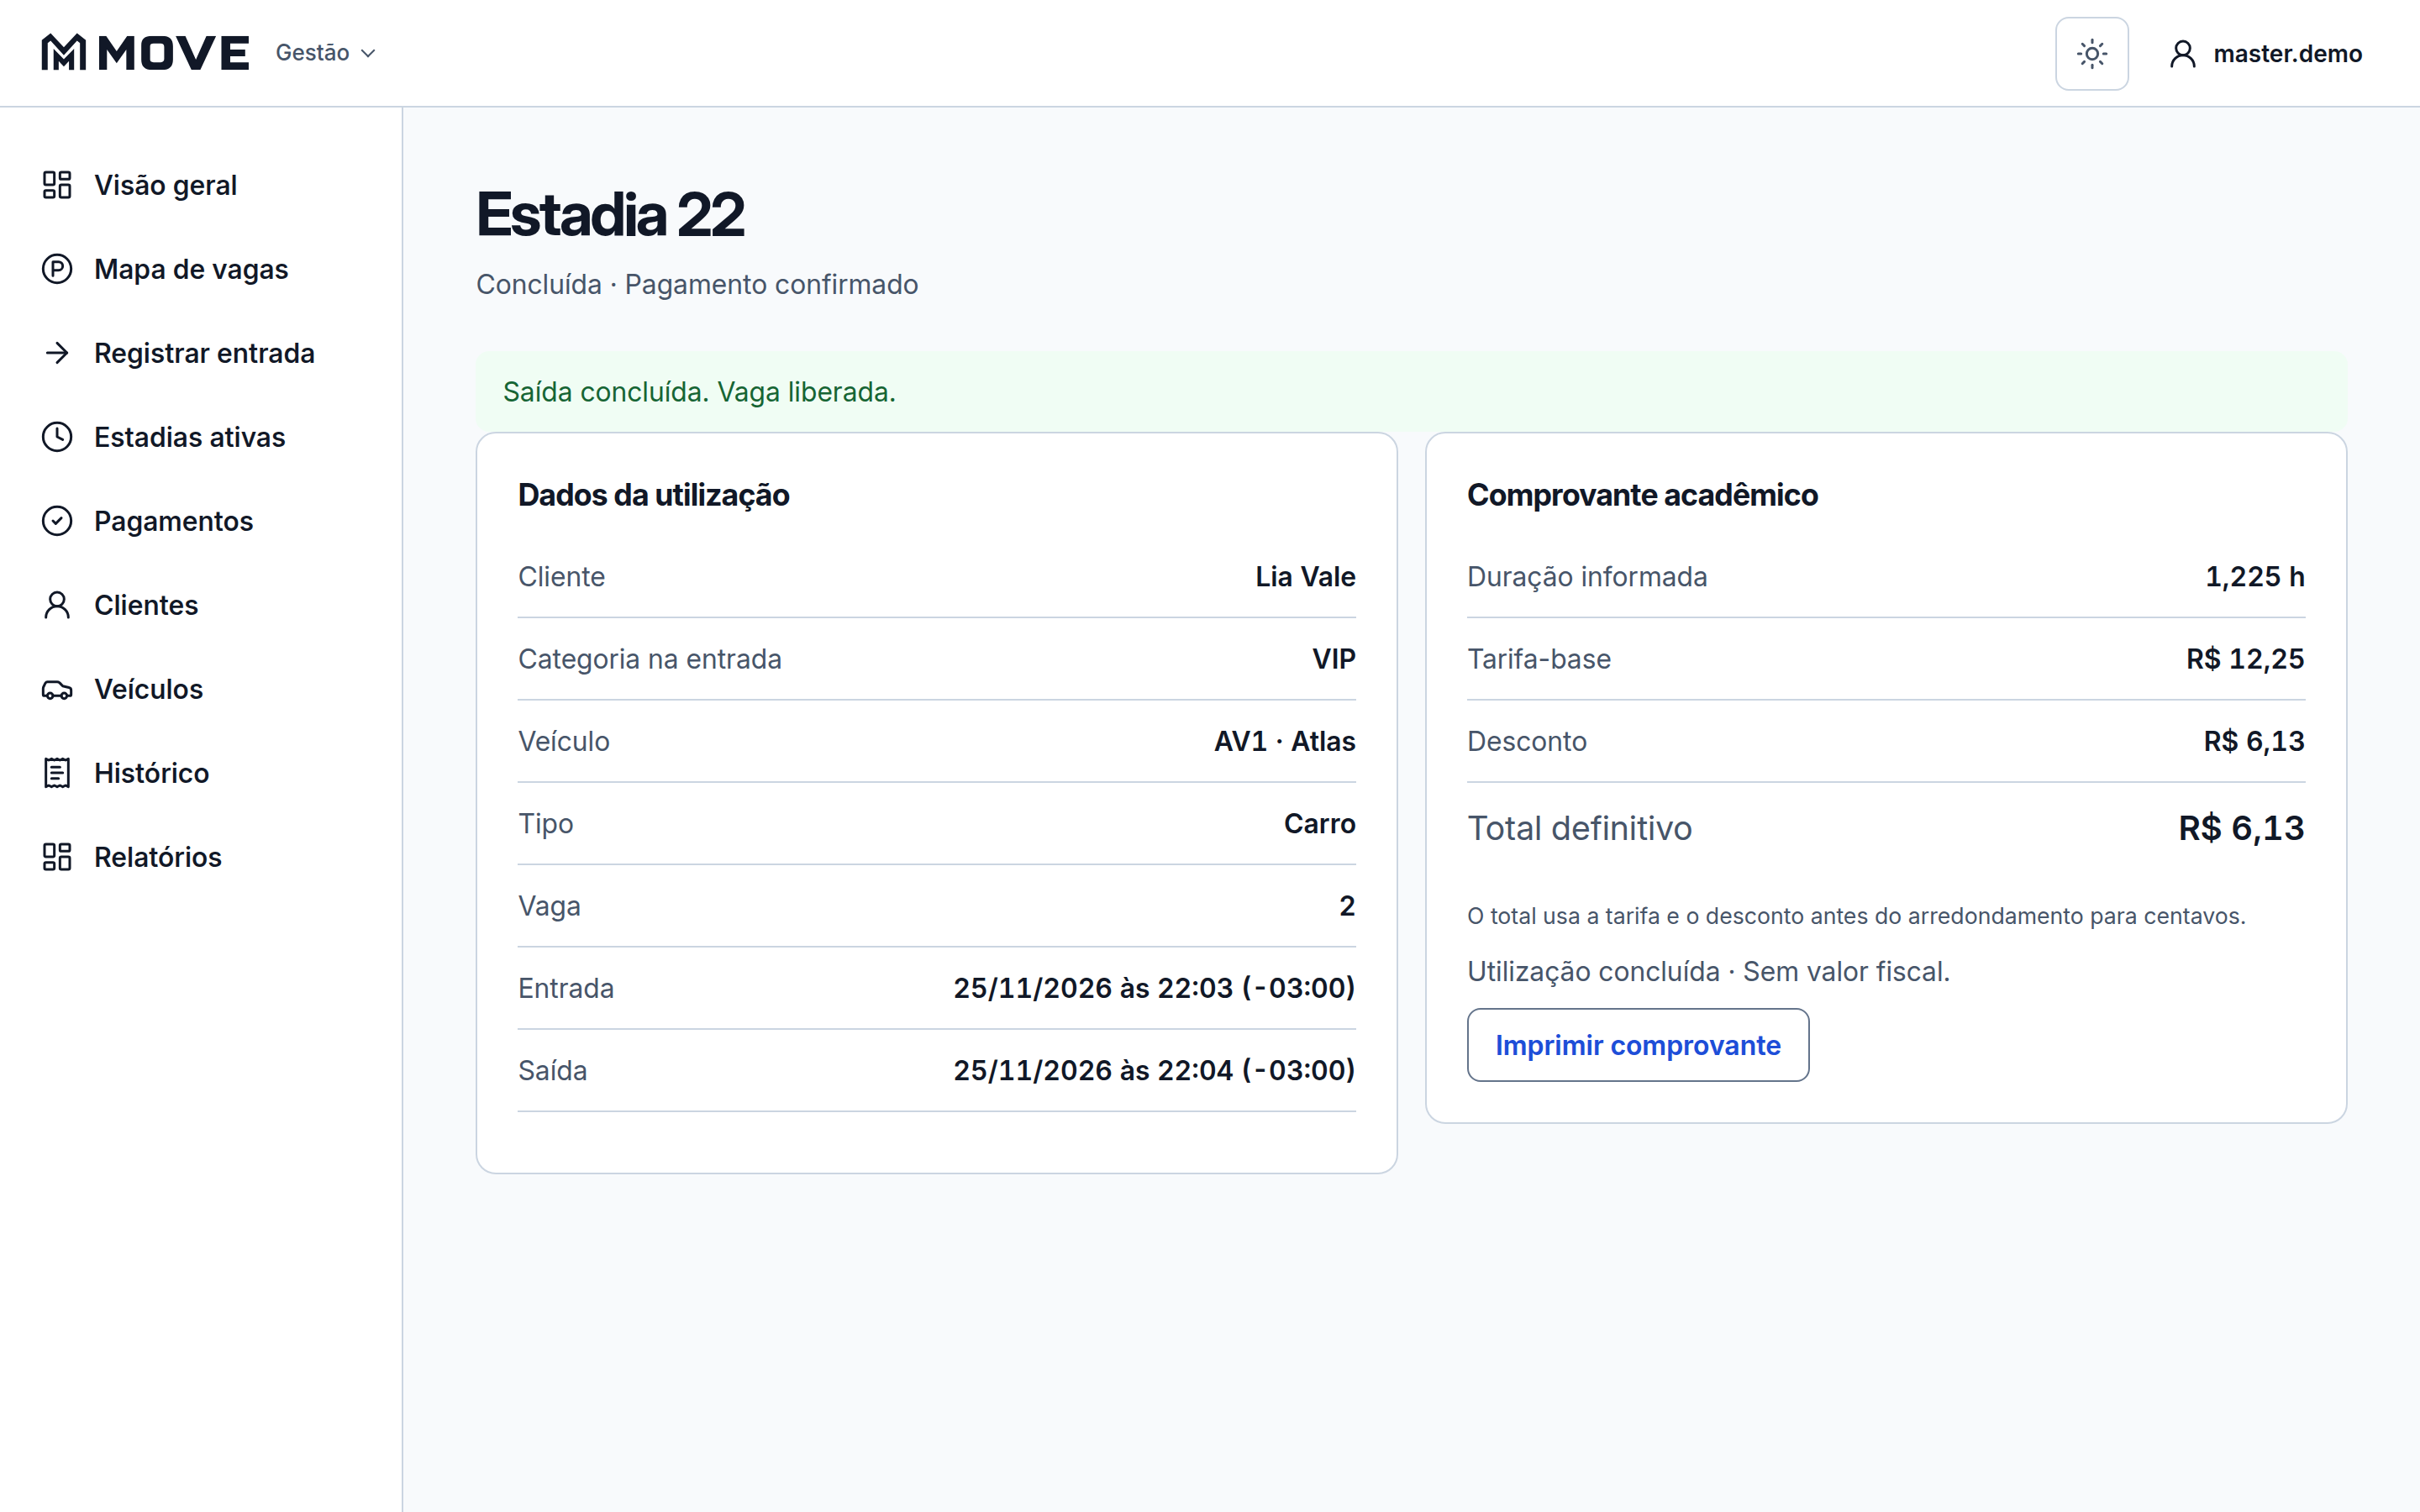 MOVE Gestão
master.demo
Visão geral
Mapa de vagas
Registrar entrada
Estadias ativas
Pagamentos
Clientes
Veículos
Histórico
Relatórios
Estadia 22
Concluída · Pagamento confirmado
Saída concluída. Vaga liberada.
Dados da utilização
Cliente Lia Vale
Categoria na entrada VIP
Veículo AV1 · Atlas
Tipo Carro
Vaga 2
Entrada 25/11/2026 às 22:03 (-03:00)
Saída 25/11/2026 às 22:04 (-03:00)
Comprovante acadêmico
Duração informada 1,225 h
Tarifa-base R$ 12,25
Desconto R$ 6,13
Total definitivo R$ 6,13
O total usa a tarifa e o desconto antes do arredondamento para centavos.
Utilização concluída · Sem valor fiscal.
Imprimir comprovante